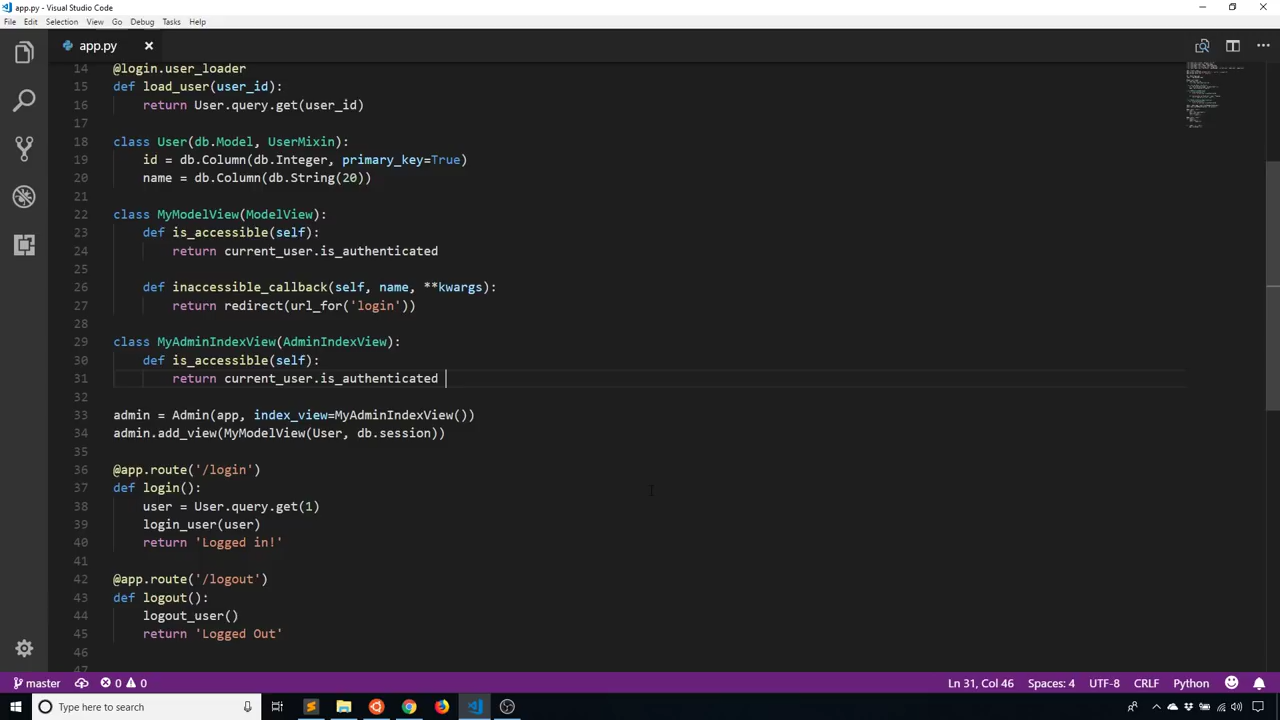 app.py - Visual Studio Code
File Edit Selection View Go Debug Tasks Help
app.py
14 @login.user_loader
15 def load_user(user_id):
16 return User.query.get(user_id)
17
18 class User(db.Model, UserMixin):
19 id = db.Column(db.Integer, primary_key=True)
20 name = db.Column(db.String(20))
21
22 class MyModelView(ModelView):
23 def is_accessible(self):
24 return current_user.is_authenticated
25
26 def inaccessible_callback(self, name, **kwargs):
27 return redirect(url_for('login'))
28
29 class MyAdminIndexView(AdminIndexView):
30 def is_accessible(self):
31 return current_user.is_authenticated
32
33 admin = Admin(app, index_view=MyAdminIndexView())
34 admin.add_view(MyModelView(User, db.session))
35
36 @app.route('/login')
37 def login():
38 user = User.query.get(1)
39 login_user(user)
40 return 'Logged in!'
41
42 @app.route('/logout')
43 def logout():
44 logout_user()
45 return 'Logged Out'
46
47
master 0 0 Ln 31, Col 46 Spaces: 4 UTF-8 CRLF Python
Type here to search